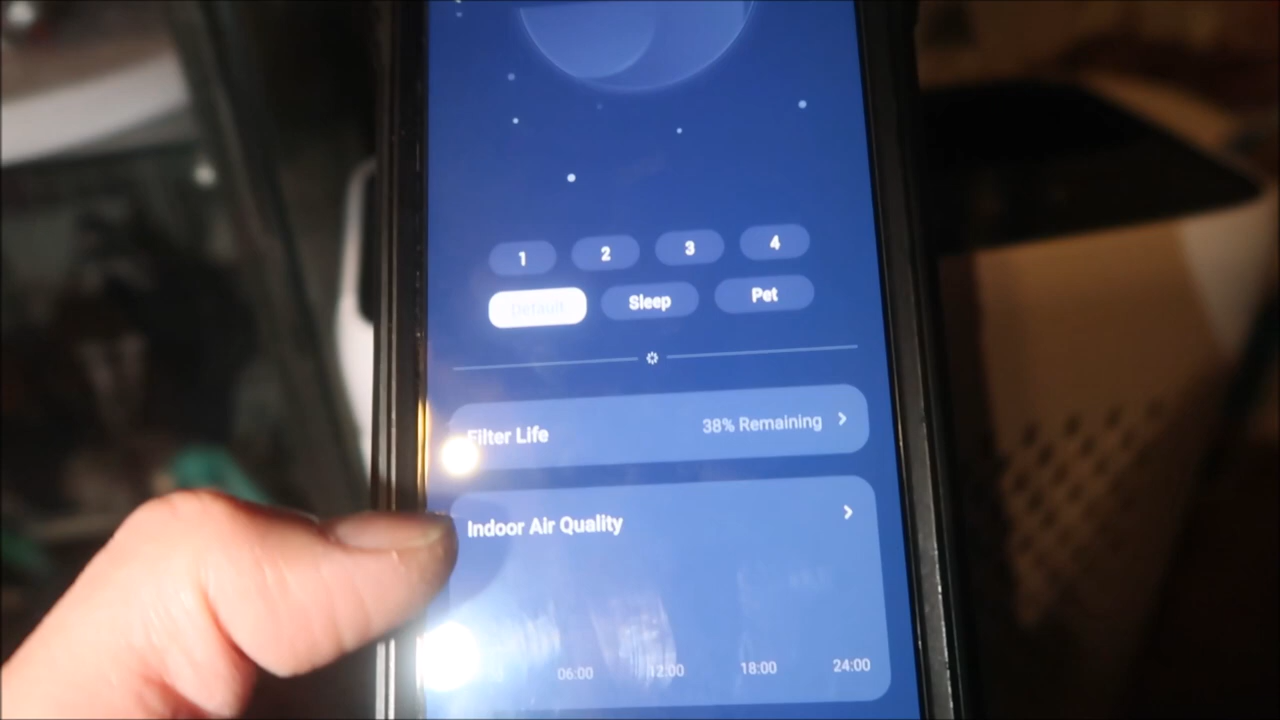 1 2 3 4
Default Sleep Pet
Filter Life 38% Remaining
Indoor Air Quality
06:00 12:00 18:00 24:00